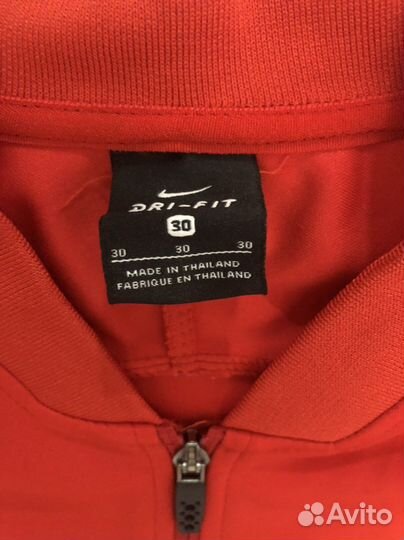 DRI-FIT
30
30 30 30
MADE IN THAILAND
FABRIQUE EN THAILAND
Avito